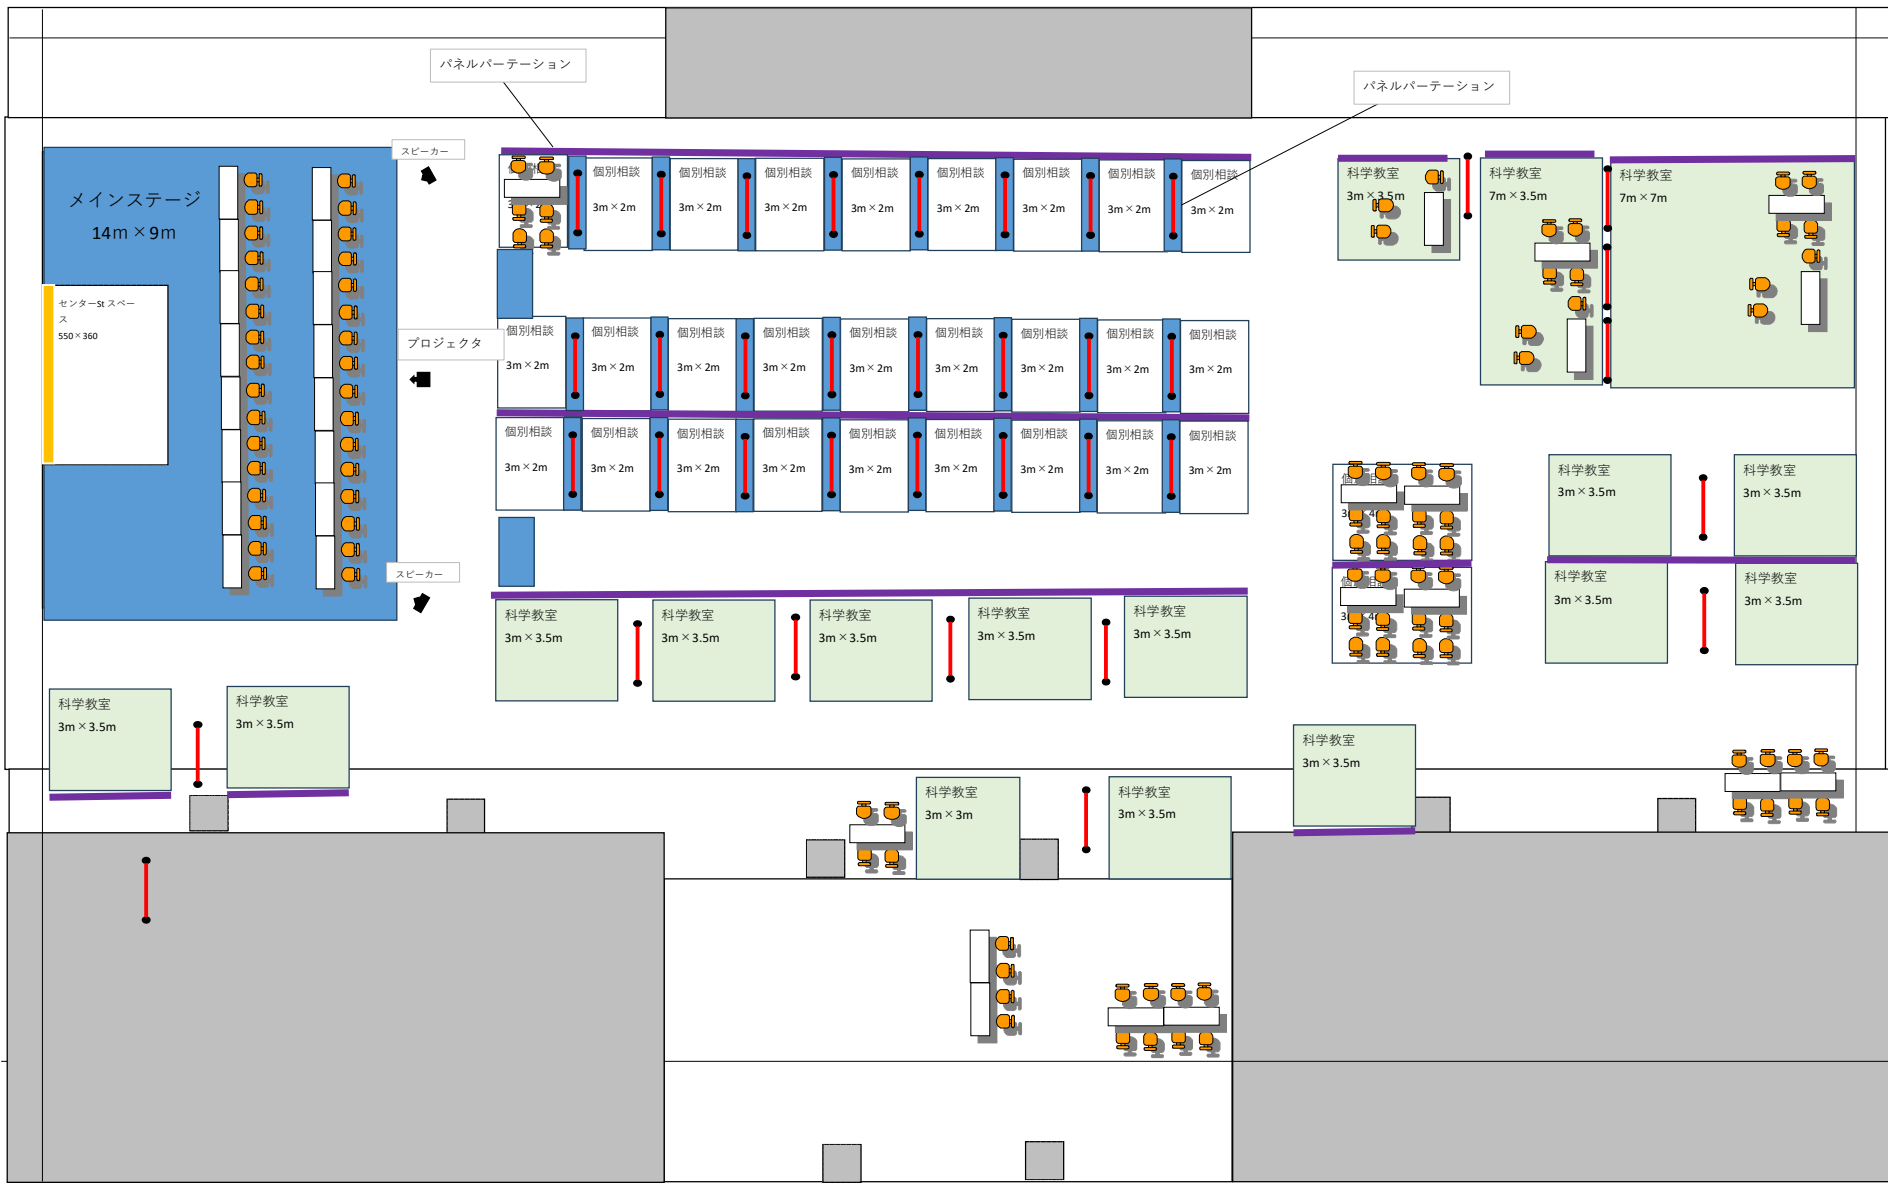 パネルパーテーション
パネルパーテーション
スピーカー
メインステージ
14m×9m
センターSt スペー
ス
550×360
プロジェクタ
スピーカー
個別相談
3m×2m
個別相談
3m×2m
個別相談
3m×2m
個別相談
3m×2m
個別相談
3m×2m
個別相談
3m×2m
個別相談
3m×2m
個別相談
3m×2m
個別相談
3m×2m
個別相談
3m×2m
個別相談
3m×2m
個別相談
3m×2m
個別相談
3m×2m
個別相談
3m×2m
個別相談
3m×2m
個別相談
3m×2m
個別相談
3m×2m
個別相談
3m×2m
個別相談
3m×2m
個別相談
3m×2m
個別相談
3m×2m
個別相談
3m×2m
個別相談
3m×2m
個別相談
3m×2m
個別相談
3m×2m
個別相談
3m×2m
科学教室
3m×3.5m
科学教室
7m×3.5m
科学教室
7m×7m
科学教室
3m×3.5m
科学教室
3m×3.5m
科学教室
3m×3.5m
科学教室
3m×3.5m
科学教室
3m×3.5m
科学教室
3m×3.5m
科学教室
3m×3.5m
科学教室
3m×3.5m
科学教室
3m×3.5m
科学教室
3m×3.5m
科学教室
3m×3.5m
科学教室
3m×3.5m
科学教室
3m×3m
科学教室
3m×3.5m